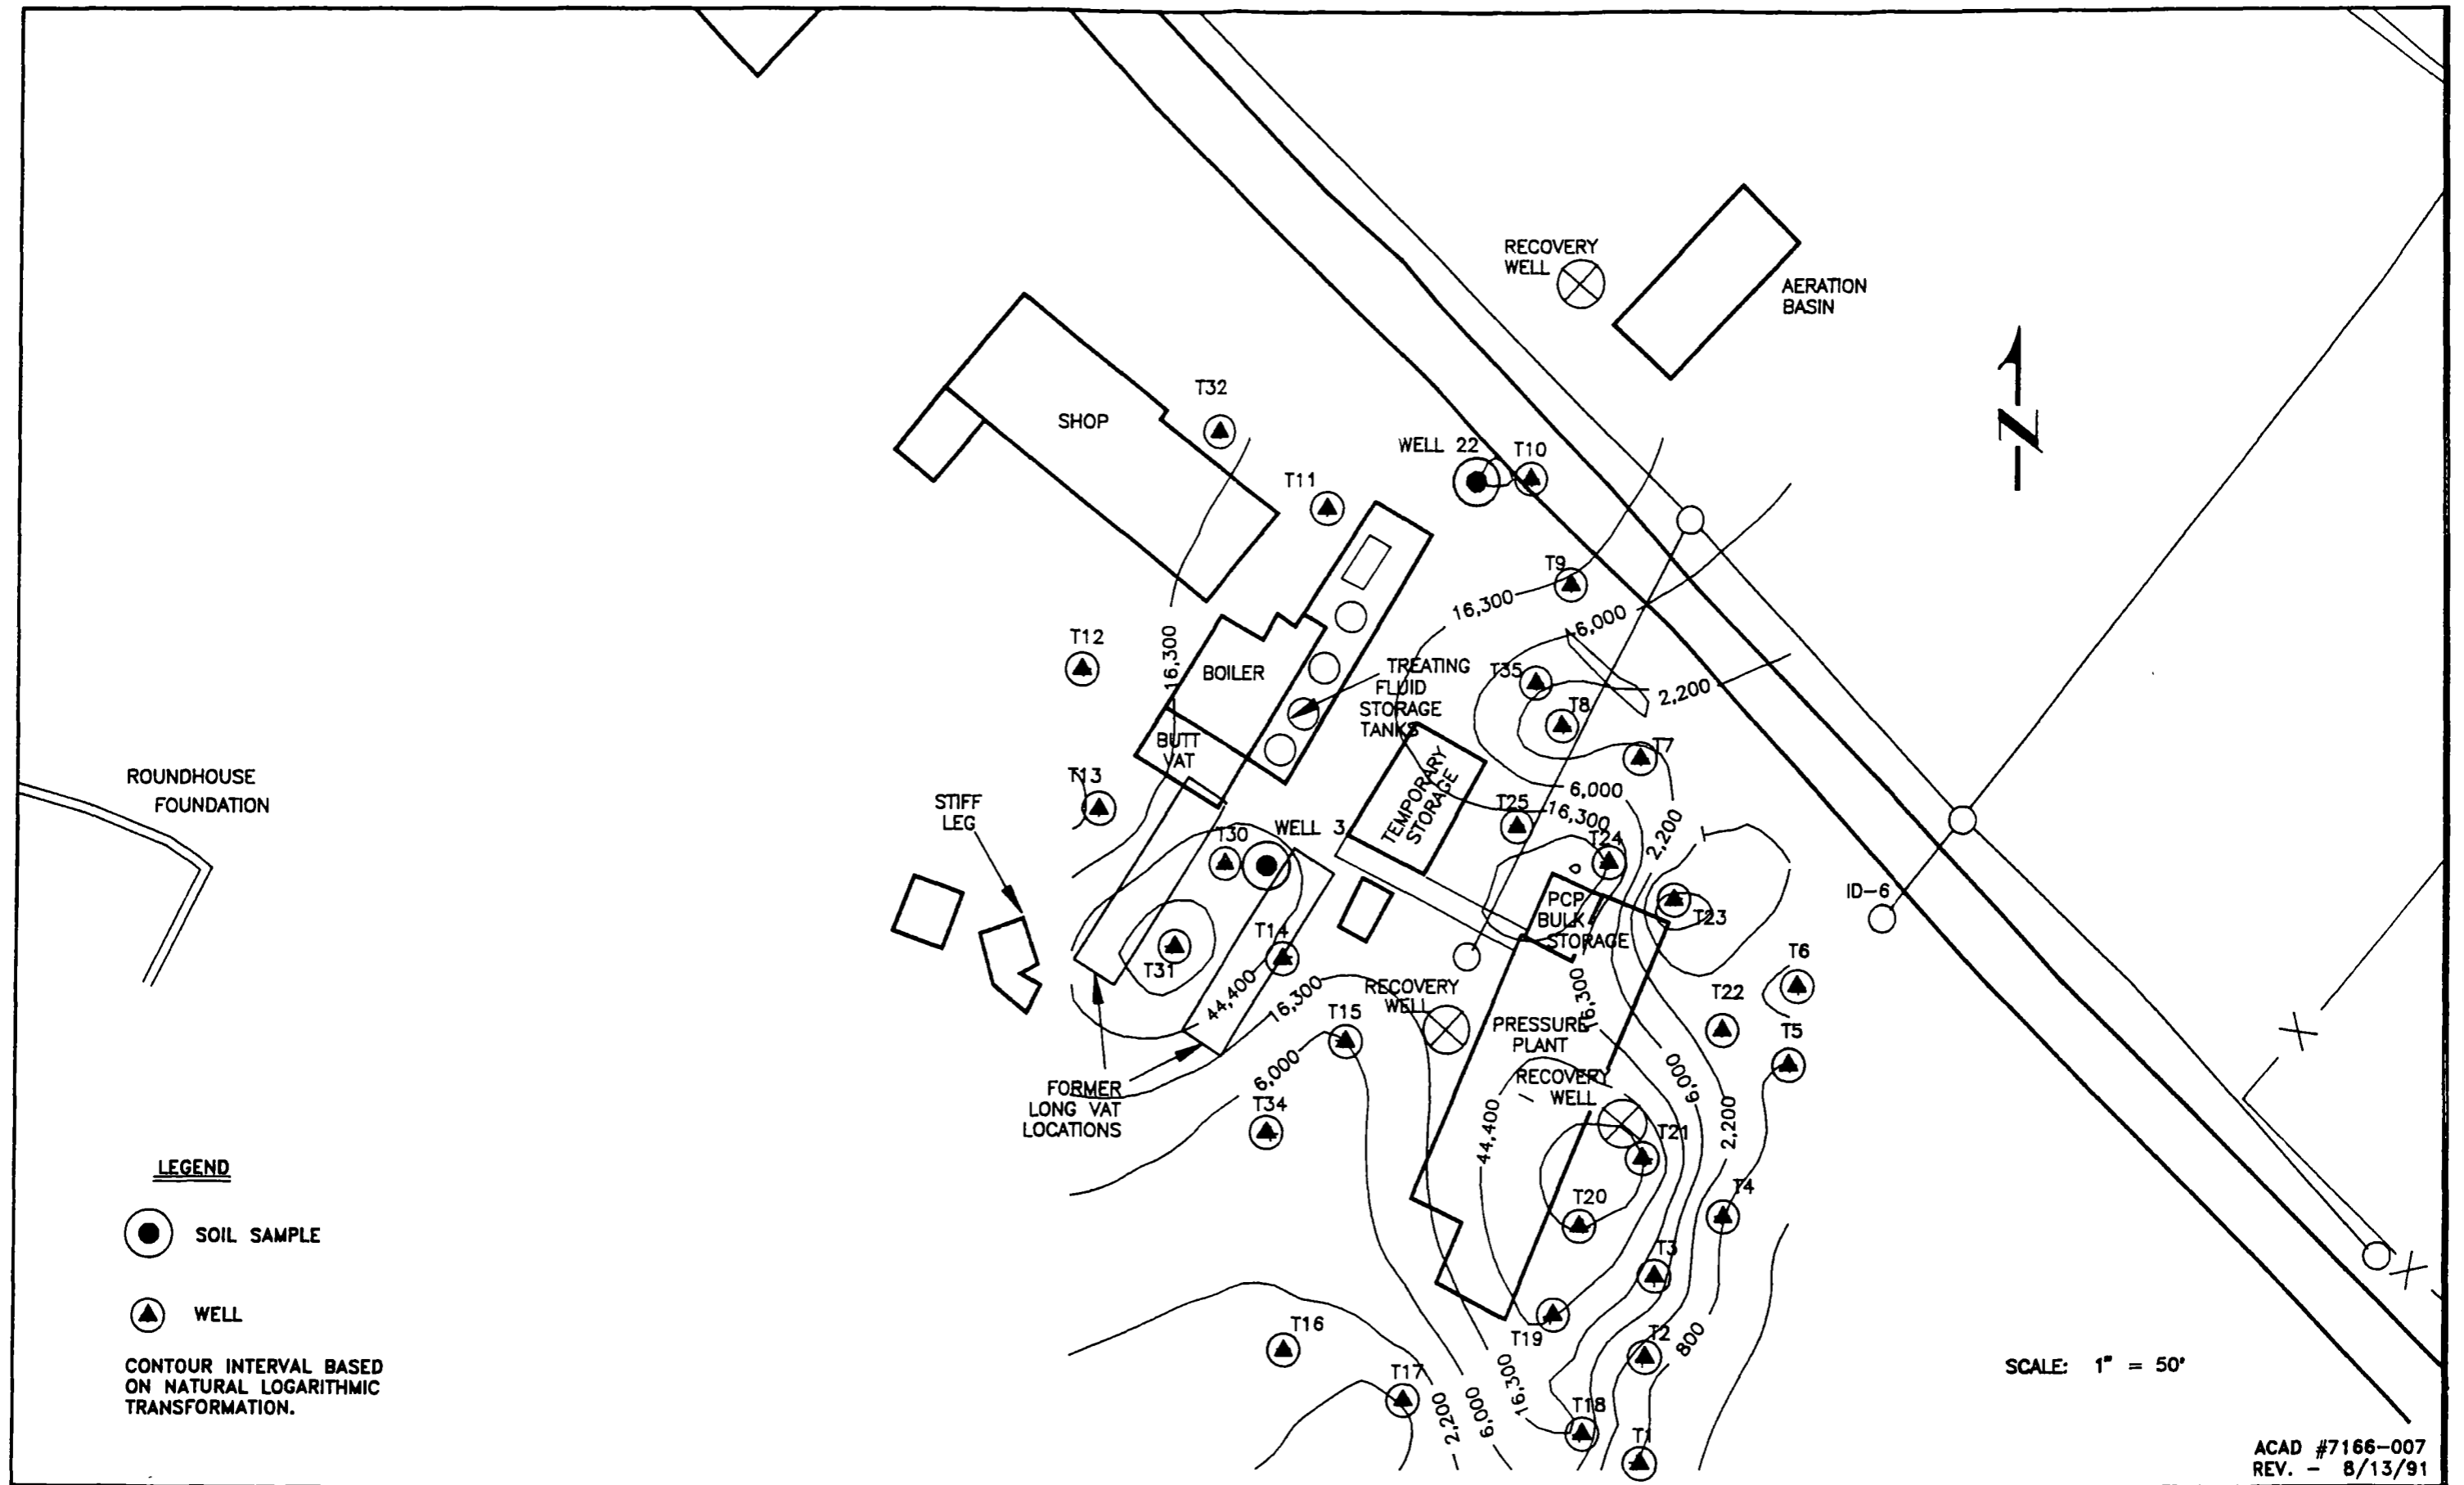 RECOVERY
WELL
AERATION
BASIN
N
T32
SHOP
WELL 22
T10
T11
T9
16,300
6,000
T12
16,300
BOILER
TREATING
FLUID
STORAGE
TANKS
T35
2,200
T8
BUTT
VAT
T7
TEMPORARY
STORAGE
ROUNDHOUSE
FOUNDATION
T13
6,000
STIFF
LEG
T25
16,300
T30
WELL 3
T24
2,200
PCP
BULK
STORAGE
T23
ID-6
T14
T31
T6
44,400
16,300
RECOVERY
WELL
16,300
T22
T15
PRESSURE
PLANT
T5
6,000
RECOVERY
WELL
6,000
FORMER
LONG VAT
LOCATIONS
T34
44,400
2,200
T21
T20
T4
T3
LEGEND
SOIL SAMPLE
WELL
T16
T19
T2
800
T17
16,300
CONTOUR INTERVAL BASED
ON NATURAL LOGARITHMIC
TRANSFORMATION.
2,200
6,000
T18
T1
SCALE: 1" = 50'
ACAD #7166-007
REV. - 8/13/91